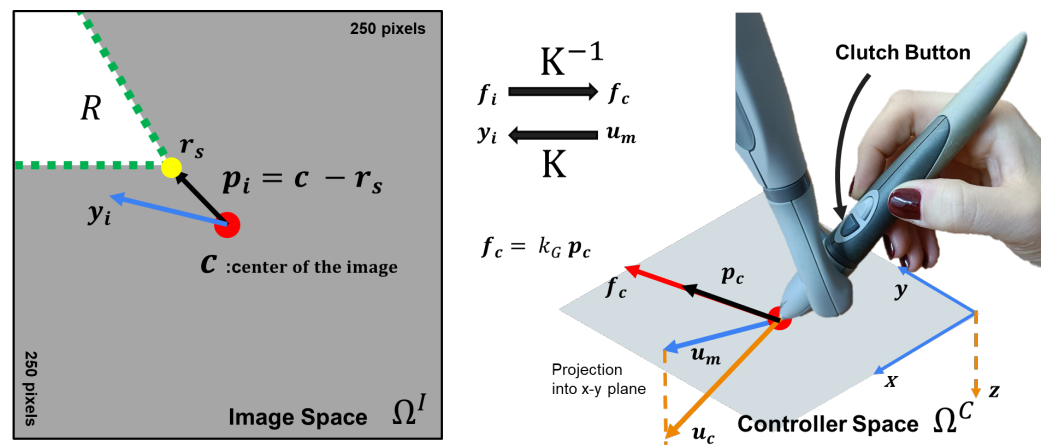 250 pixels
R
r_s
p_i = c − r_s
y_i
c :center of the image
250 pixels
Image Space Ω^I
K^{−1}
f_i f_c
y_i u_m
K
f_c = k_G p_c
Clutch Button
p_c
f_c
y
u_m
Projection
into x-y plane
x
z
u_c
Controller Space Ω^C